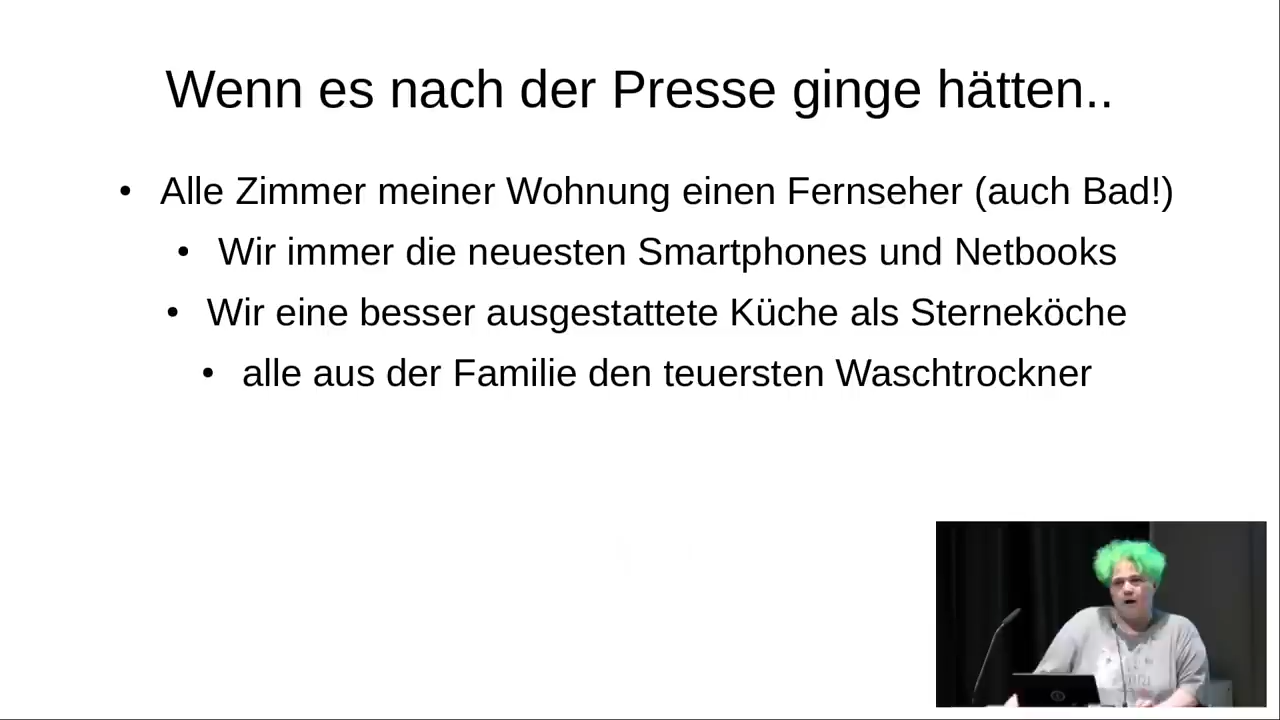 Wenn es nach der Presse ginge hätten..
• Alle Zimmer meiner Wohnung einen Fernseher (auch Bad!)
• Wir immer die neuesten Smartphones und Netbooks
• Wir eine besser ausgestattete Küche als Sterneköche
• alle aus der Familie den teuersten Waschtrockner